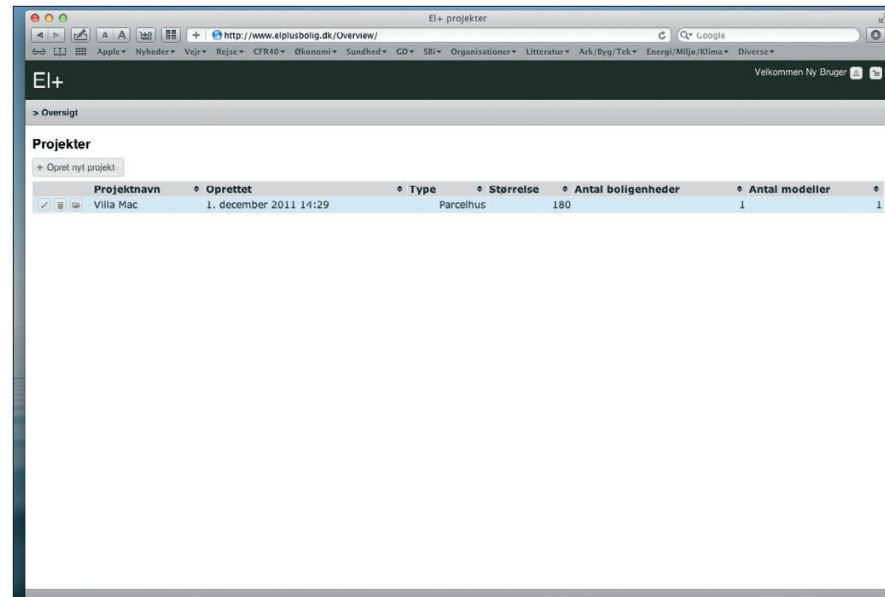 El+ projekter
A A + http://www.elplusbolig.dk/Overview/ Google
Apple Nyheder Vejr Rejse CFR40 Økonomi Sundhed GD SBi Organisationer Litteratur Ark/Byg/Tek Energi/Miljø/Klima Diverse
El+
Velkommen Ny Bruger
> Oversigt
Projekter
+ Opret nyt projekt
Projektnavn Oprettet Type Størrelse Antal boligenheder Antal modeller
Villa Mac 1. december 2011 14:29 Parcelhus 180 1 1